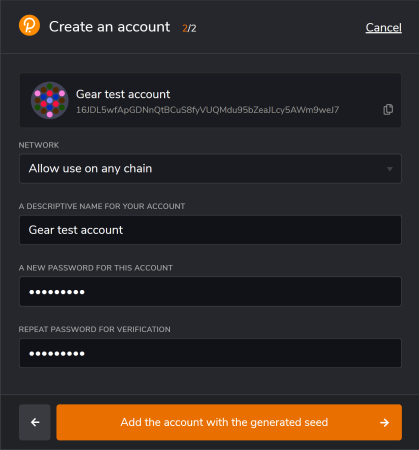 Create an account 2/2 Cancel
Gear test account
16JDL5wfApGDNnQtBCuS8fyVUQMdu95bZeaJLcy5AWm9weJ7
NETWORK
Allow use on any chain
A DESCRIPTIVE NAME FOR YOUR ACCOUNT
Gear test account
A NEW PASSWORD FOR THIS ACCOUNT
●●●●●●●●●
REPEAT PASSWORD FOR VERIFICATION
●●●●●●●●●
Add the account with the generated seed